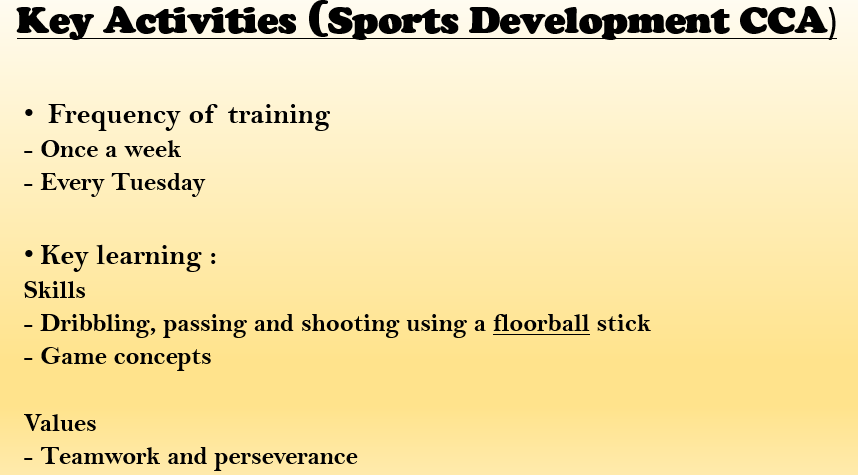 Key Activities (Sports Development CCA)
• Frequency of training
- Once a week
- Every Tuesday
• Key learning :
Skills
- Dribbling, passing and shooting using a floorball stick
- Game concepts
Values
- Teamwork and perseverance